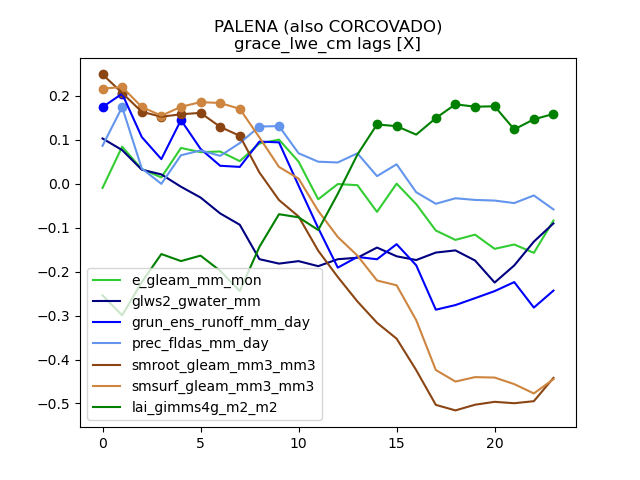 PALENA (also CORCOVADO)
grace_lwe_cm lags [X]
0.2
0.1
0.0
−0.1
−0.2
−0.3
−0.4
−0.5
e_gleam_mm_mon
glws2_gwater_mm
grun_ens_runoff_mm_day
prec_fldas_mm_day
smroot_gleam_mm3_mm3
smsurf_gleam_mm3_mm3
lai_gimms4g_m2_m2
0 5 10 15 20